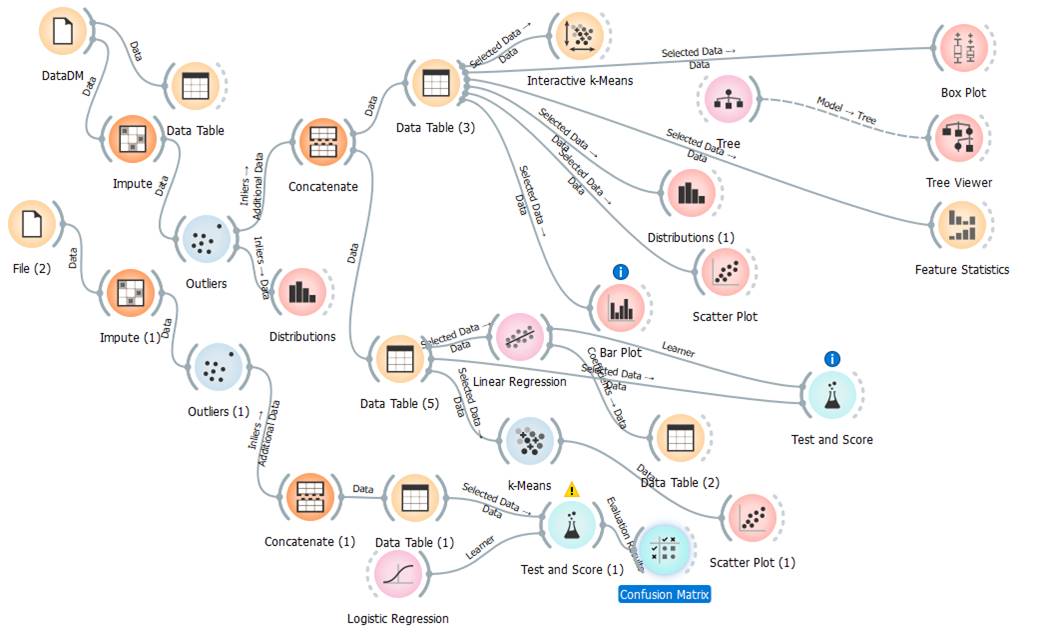 DataDM
Data
Data
Data Table
Impute
Data
File (2)
Data
Impute (1)
Data
Outliers
Inliers → Additional Data
Inliers → Data
Distributions
Outliers (1)
Inliers → Additional Data
Concatenate
Data
Data
Data Table (3)
Selected Data → Data
Interactive k-Means
Selected Data → Data
Box Plot
Tree
Model → Tree
Tree Viewer
Selected Data → Data
Feature Statistics
Selected Data → Data
Distributions (1)
Selected Data → Data
Scatter Plot
Selected Data → Data
Bar Plot
Data Table (5)
Selected Data → Data
Linear Regression
Learner
Selected Data → Data
Test and Score
Coefficients → Data
Data Table (2)
Selected Data → Data
k-Means
Data
Scatter Plot (1)
Concatenate (1)
Data
Data Table (1)
Selected Data → Data
Learner
Logistic Regression
Test and Score (1)
Evaluation Results
Confusion Matrix